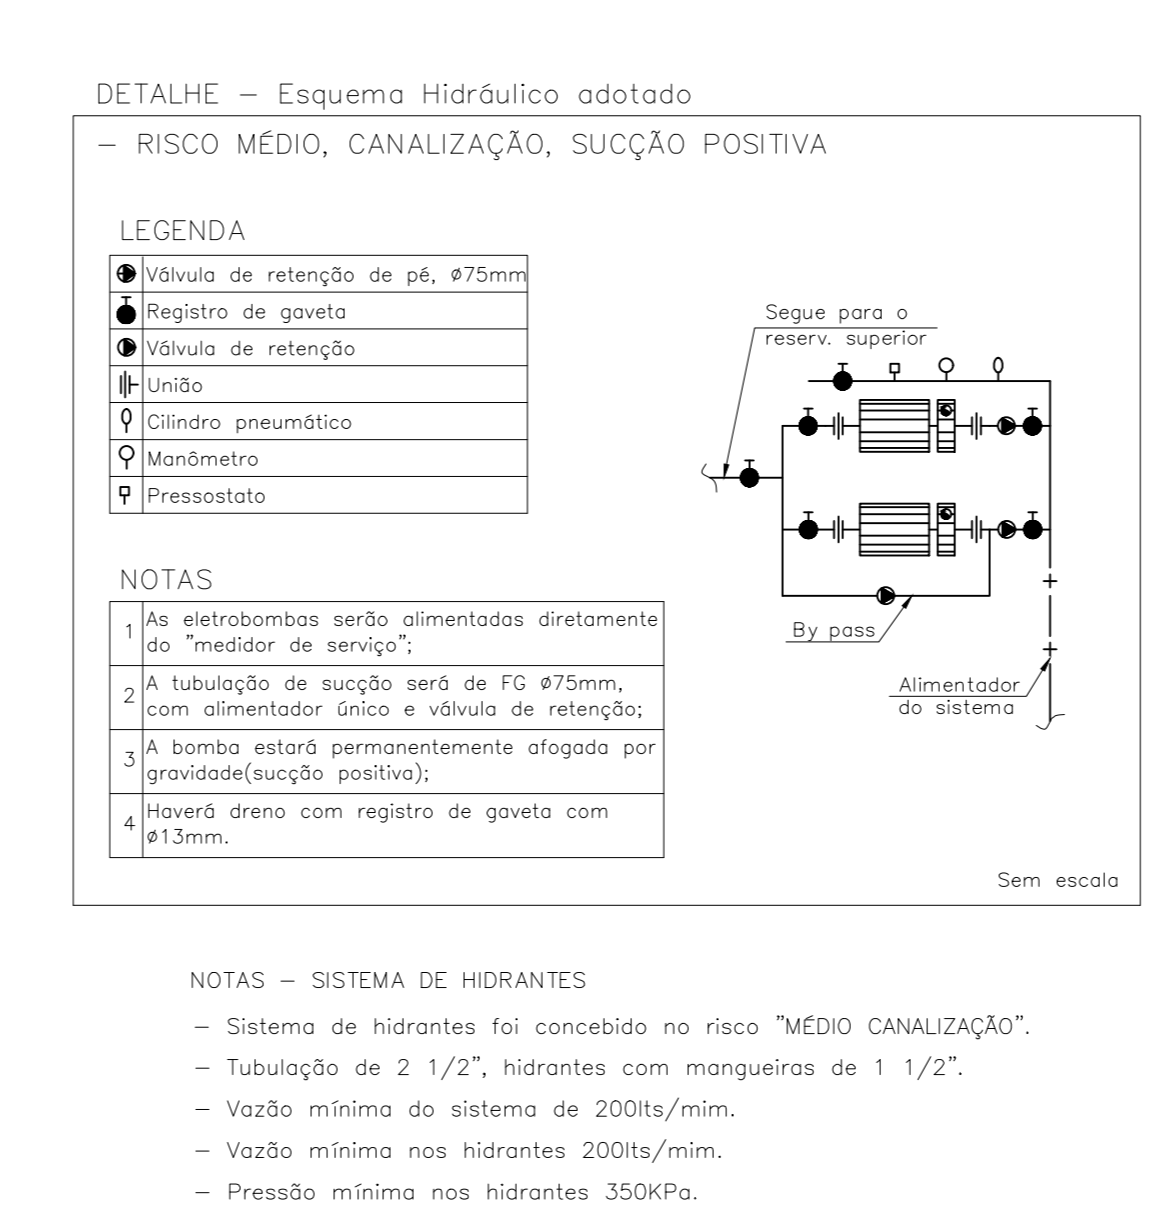 DETALHE – Esquema Hidráulico adotado
– RISCO MÉDIO, CANALIZAÇÃO, SUCÇÃO POSITIVA
LEGENDA
Válvula de retenção de pé, ø75mm
Registro de gaveta
Válvula de retenção
União
Cilindro pneumático
Manômetro
Pressostato
NOTAS
1 As eletrobombas serão alimentadas diretamente
do "medidor de serviço";
2 A tubulação de sucção será de FG ø75mm,
com alimentador único e válvula de retenção;
3 A bomba estará permanentemente afogada por
gravidade(sucção positiva);
4 Haverá dreno com registro de gaveta com
ø13mm.
Segue para o
reserv. superior
By pass
Alimentador
do sistema
Sem escala
NOTAS – SISTEMA DE HIDRANTES
– Sistema de hidrantes foi concebido no risco "MÉDIO CANALIZAÇÃO".
– Tubulação de 2 1/2", hidrantes com mangueiras de 1 1/2".
– Vazão mínima do sistema de 200lts/mim.
– Vazão mínima nos hidrantes 200lts/mim.
– Pressão mínima nos hidrantes 350KPa.